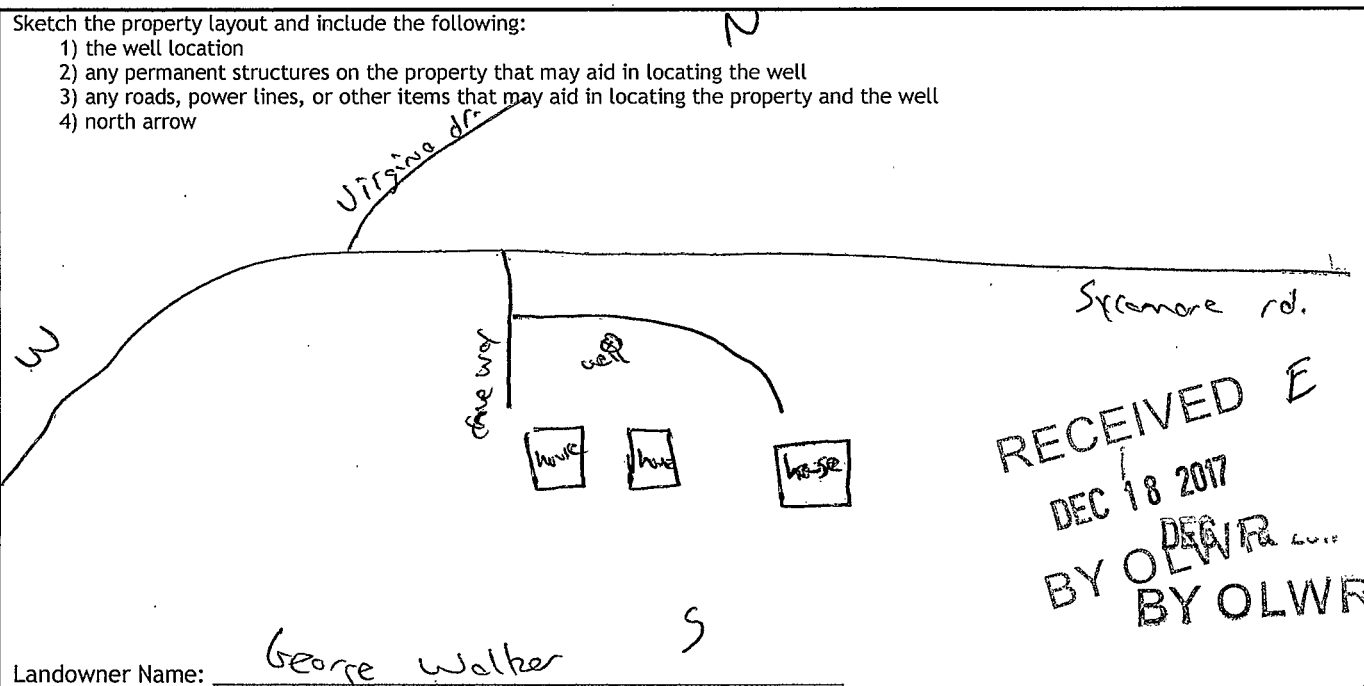 Sketch the property layout and include the following:
N
1) the well location
2) any permanent structures on the property that may aid in locating the well
3) any roads, power lines, or other items that may aid in locating the property and the well
4) north arrow
Virgina dr.
Sycamore rd.
W
drive way
well
E
house
house
house
RECEIVED
DEC 18 2017
BY OLWR
BY OLWR
S
Landowner Name: George Walker